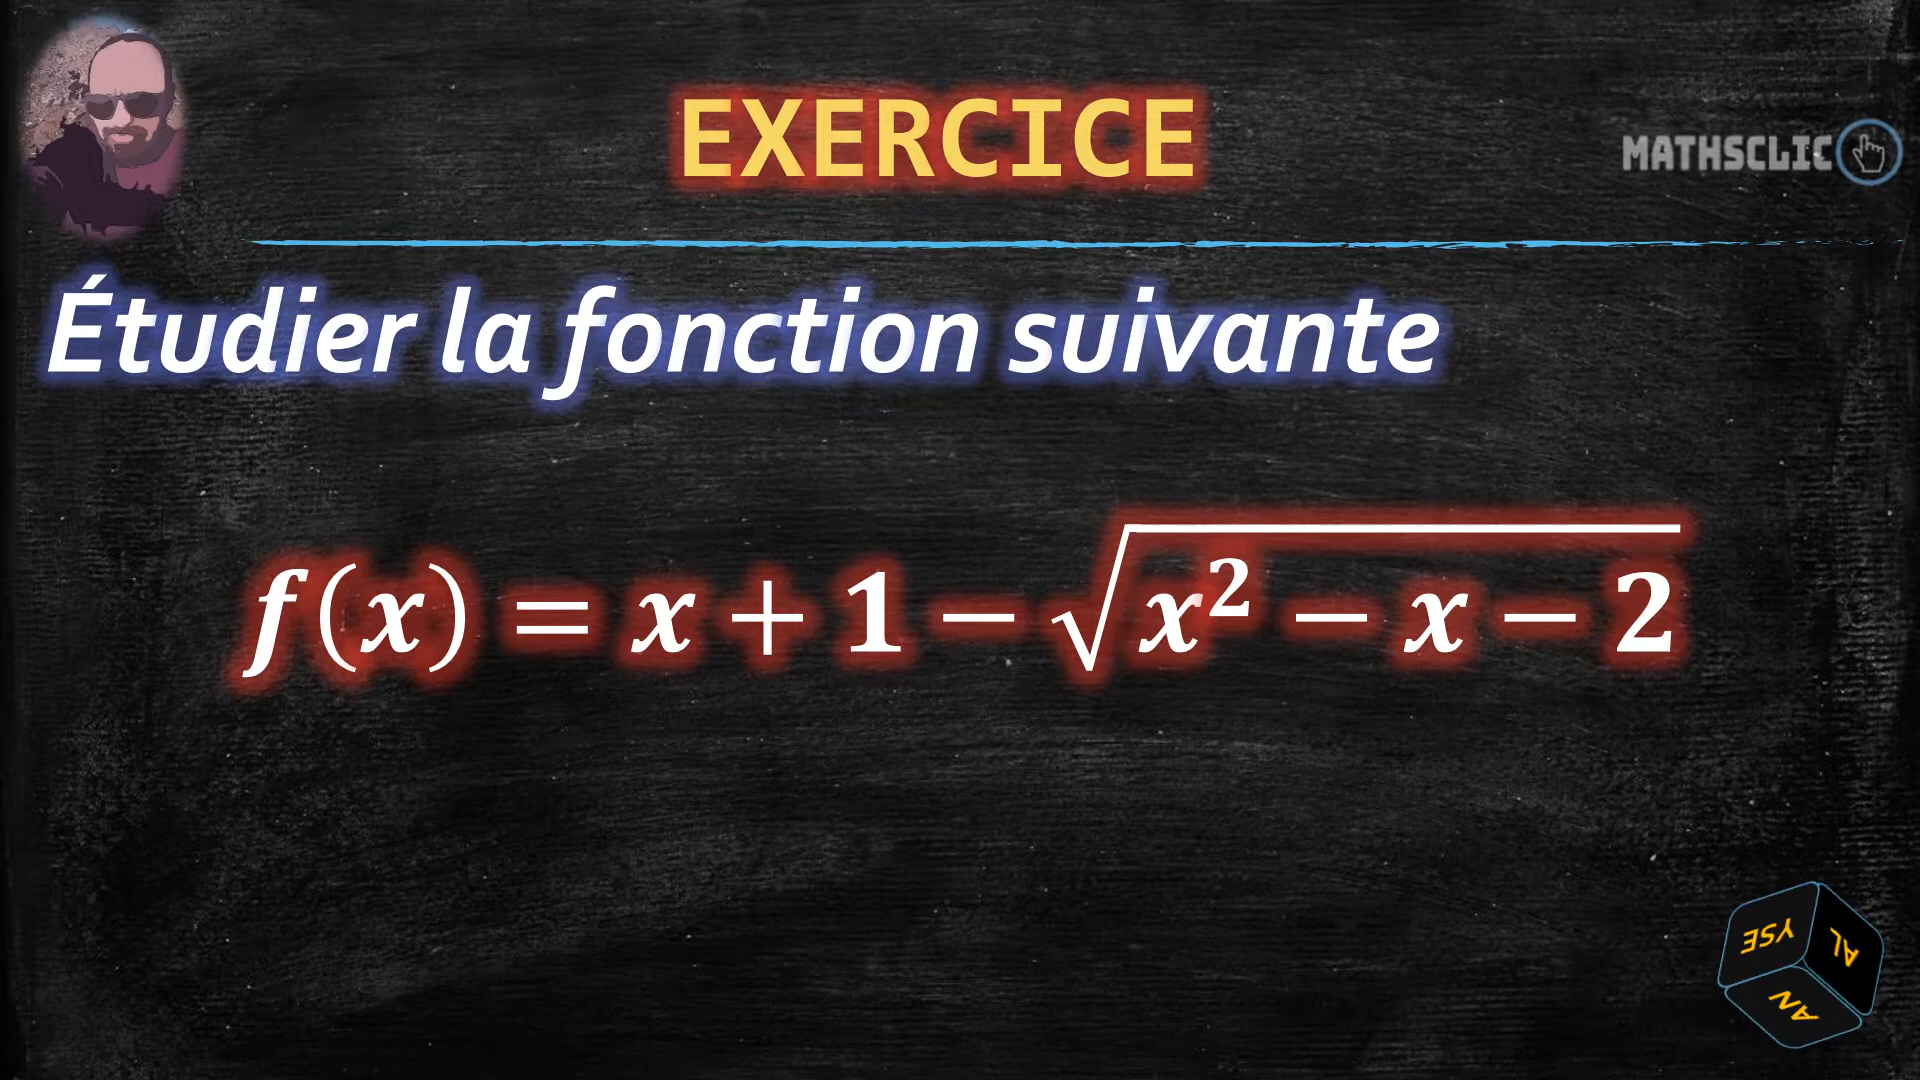 EXERCICE
MATHSCLIC
Étudier la fonction suivante
f(x) = x + 1 − √(x² − x − 2)
AN
AL
YSE